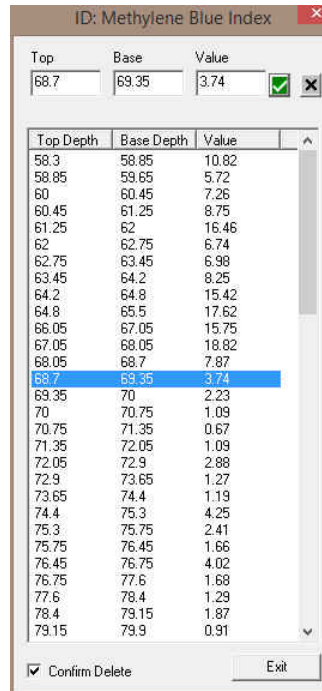 ID: Methylene Blue Index
Top Base Value
68.7 69.35 3.74
Top Depth Base Depth Value
58.3 58.85 10.82
58.85 59.65 5.72
60 60.45 7.26
60.45 61.25 8.75
61.25 62 16.46
62 62.75 6.74
62.75 63.45 6.98
63.45 64.2 8.25
64.2 64.8 15.42
64.8 65.5 17.62
66.05 67.05 15.75
67.05 68.05 18.82
68.05 68.7 7.87
68.7 69.35 3.74
69.35 70 2.23
70 70.75 1.09
70.75 71.35 0.67
71.35 72.05 1.09
72.05 72.9 2.88
72.9 73.65 1.27
73.65 74.4 1.19
74.4 75.3 4.25
75.3 75.75 2.41
75.75 76.45 1.66
76.45 76.75 4.02
76.75 77.6 1.68
77.6 78.4 1.29
78.4 79.15 1.87
79.15 79.9 0.91
Confirm Delete Exit